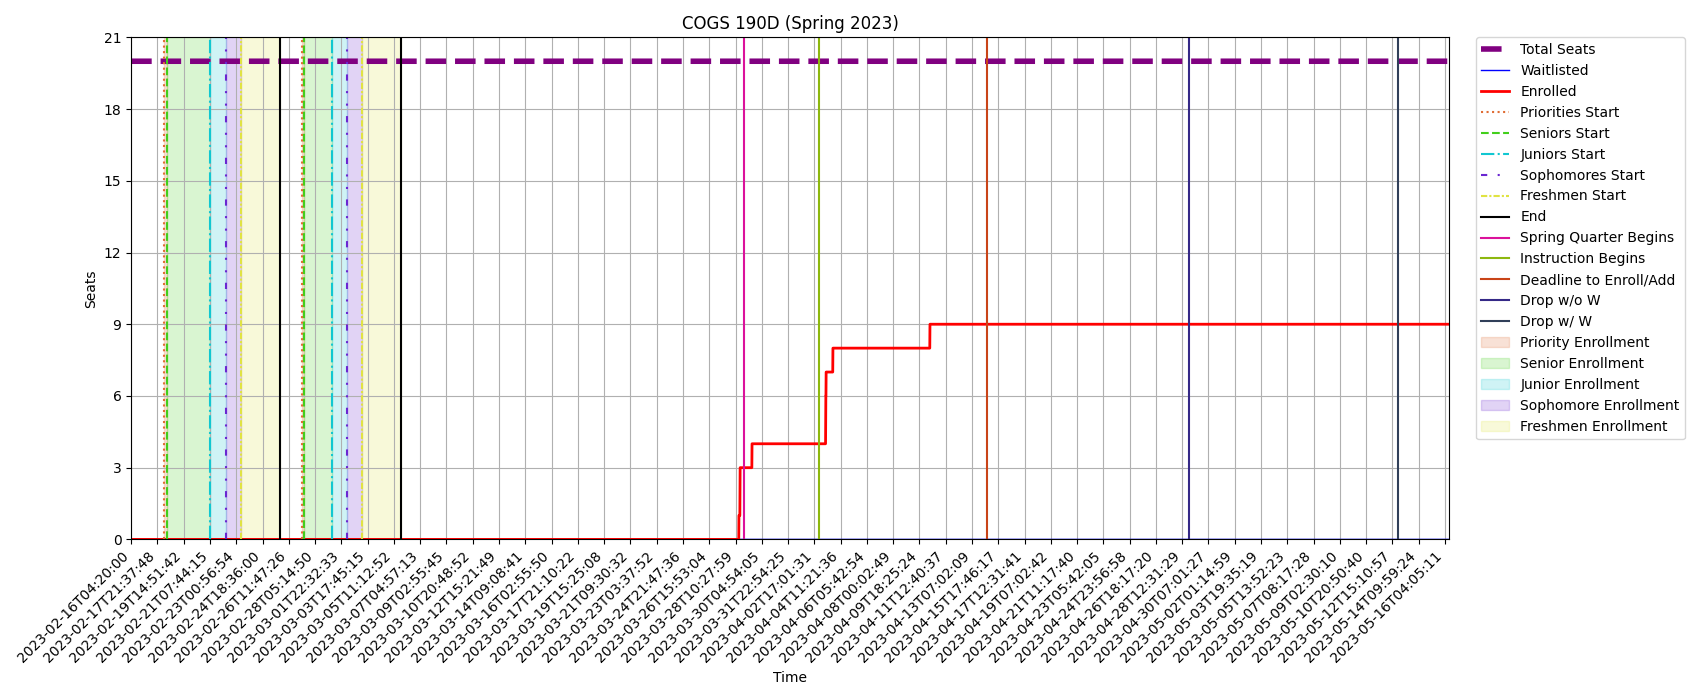 COGS 190D (Spring 2023)
Seats
21
18
15
12
9
6
3
0
2023-02-16T04:20:00
2023-02-17T21:37:48
2023-02-19T14:51:42
2023-02-21T07:44:15
2023-02-23T00:56:54
2023-02-24T18:36:00
2023-02-26T11:47:26
2023-02-28T05:14:50
2023-03-01T22:32:33
2023-03-03T17:45:15
2023-03-05T11:12:52
2023-03-07T04:57:13
2023-03-09T02:55:45
2023-03-10T20:48:52
2023-03-12T15:21:49
2023-03-14T09:08:41
2023-03-16T02:55:50
2023-03-17T21:10:22
2023-03-19T15:25:08
2023-03-21T09:30:32
2023-03-23T03:37:52
2023-03-24T21:47:36
2023-03-26T15:53:04
2023-03-28T10:27:59
2023-03-30T04:54:05
2023-03-31T22:54:25
2023-04-02T17:01:31
2023-04-04T11:21:36
2023-04-06T05:42:54
2023-04-08T00:02:49
2023-04-09T18:25:24
2023-04-11T12:40:37
2023-04-13T07:02:09
2023-04-15T17:46:17
2023-04-17T12:31:41
2023-04-19T07:02:42
2023-04-21T11:17:40
2023-04-23T05:42:05
2023-04-24T23:56:58
2023-04-26T18:17:20
2023-04-28T12:31:29
2023-04-30T07:01:27
2023-05-02T01:14:59
2023-05-03T19:35:19
2023-05-05T13:52:23
2023-05-07T08:17:28
2023-05-09T02:30:10
2023-05-10T20:50:40
2023-05-12T15:10:57
2023-05-14T09:59:24
2023-05-16T04:05:11
Time
Total Seats
Waitlisted
Enrolled
Priorities Start
Seniors Start
Juniors Start
Sophomores Start
Freshmen Start
End
Spring Quarter Begins
Instruction Begins
Deadline to Enroll/Add
Drop w/o W
Drop w/ W
Priority Enrollment
Senior Enrollment
Junior Enrollment
Sophomore Enrollment
Freshmen Enrollment